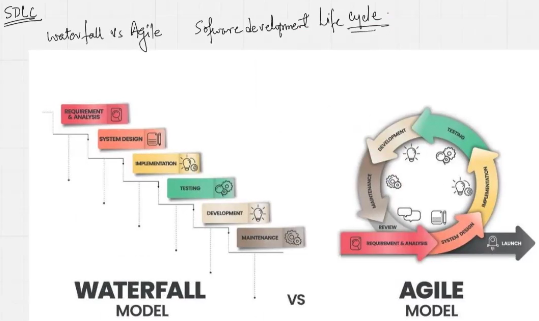 SDLC
waterfall vs Agile Sofware development Life cycle.
REQUIREMENT
& ANALYSIS
SYSTEM DESIGN
IMPLEMENTATION
TESTING
DEVELOPMENT
MAINTENANCE
WATERFALL
MODEL
VS
TESTING
DEVELOPMENT
IMPLEMENTATION
MAINTENANCE
REVIEW
REQUIREMENT & ANALYSIS
SYSTEM DESIGN
LAUNCH
AGILE
MODEL